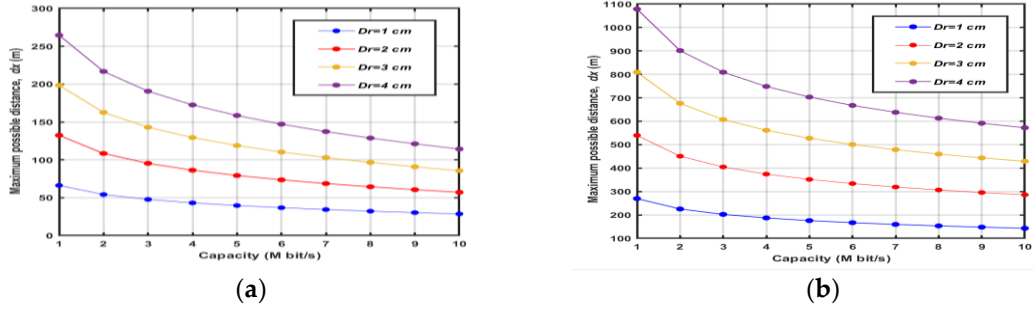 300
250
200
150
100
50
0
Maximum possible distance, dx (m)
Dr=1 cm
Dr=2 cm
Dr=3 cm
Dr=4 cm
1 2 3 4 5 6 7 8 9 10
Capacity (M bit/s)
(a)
1100
1000
900
800
700
600
500
400
300
200
100
Maximum possible distance, dx (m)
Dr=1 cm
Dr=2 cm
Dr=3 cm
Dr=4 cm
1 2 3 4 5 6 7 8 9 10
Capacity (M bit/s)
(b)